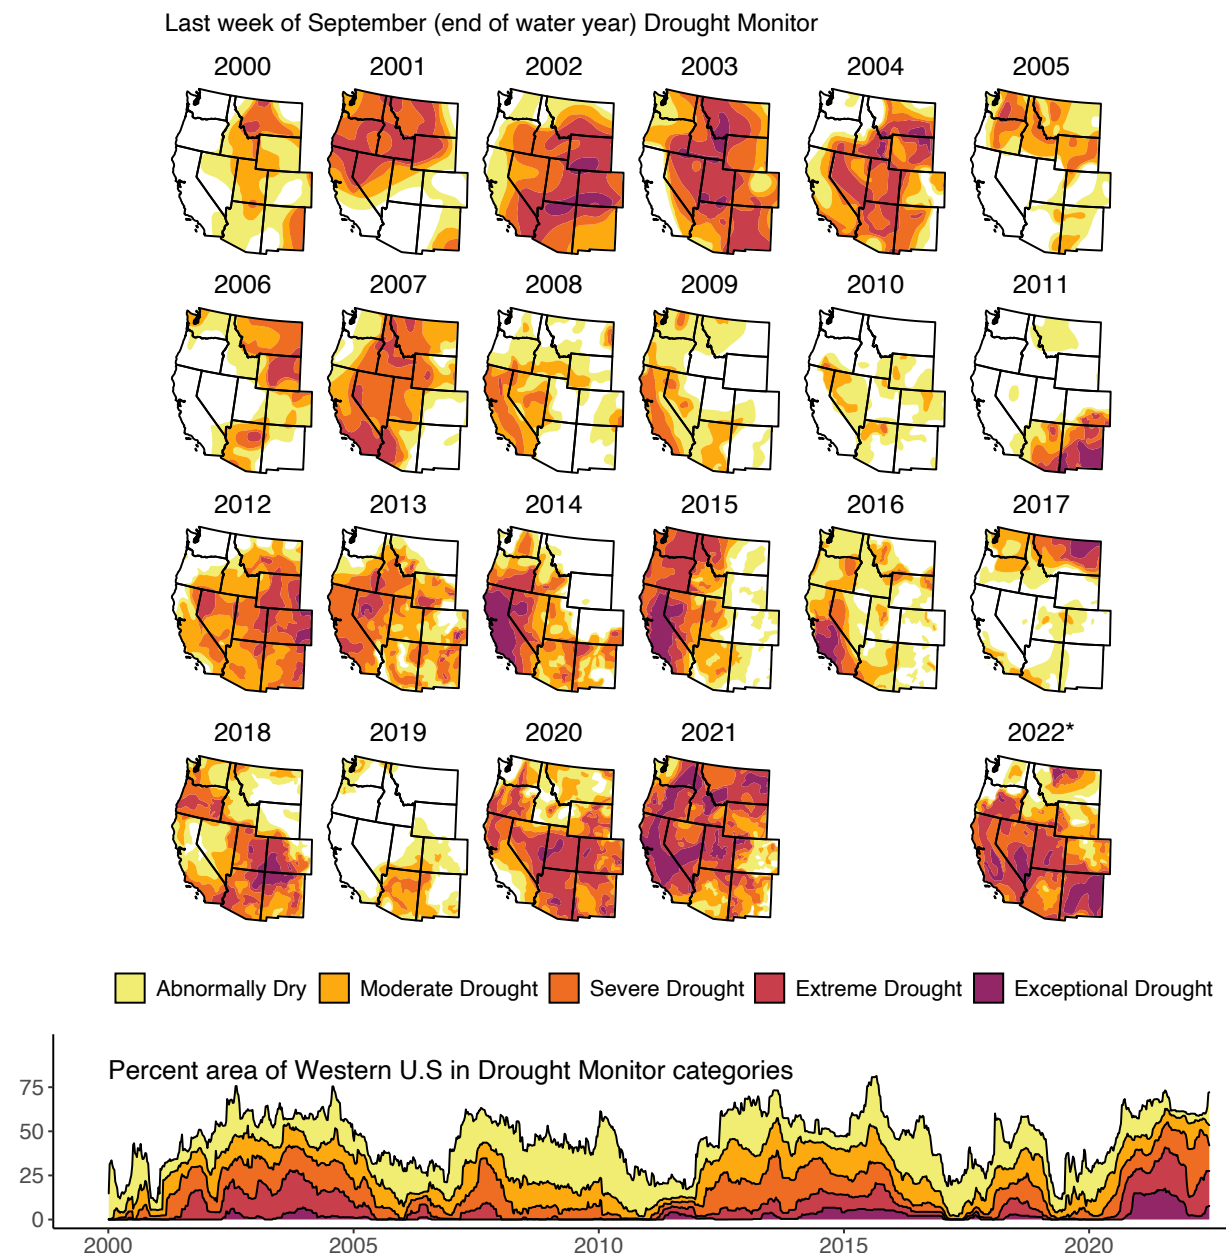 Last week of September (end of water year) Drought Monitor
2000 2001 2002 2003 2004 2005
2006 2007 2008 2009 2010 2011
2012 2013 2014 2015 2016 2017
2018 2019 2020 2021 2022*
Abnormally Dry Moderate Drought Severe Drought Extreme Drought Exceptional Drought
Percent area of Western U.S in Drought Monitor categories
75
50
25
0
2000 2005 2010 2015 2020